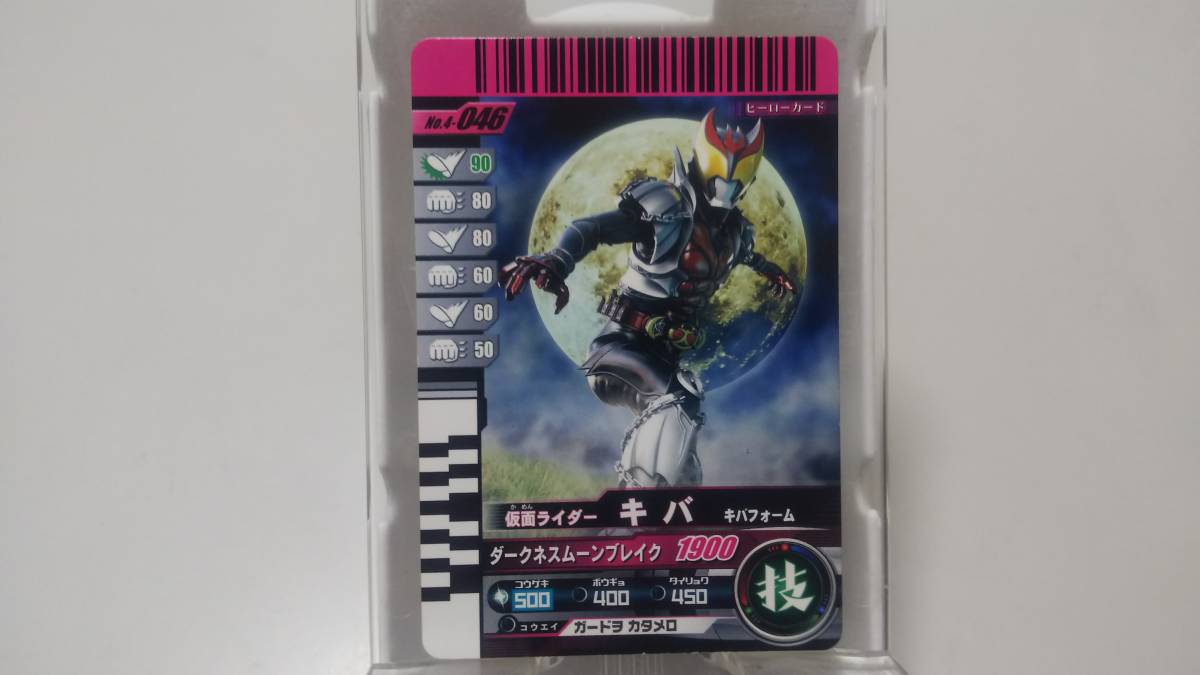 No.4-046
ヒーローカード
90
80
80
60
60
50
かめん
仮面ライダー キバ キバフォーム
ダークネスムーンブレイク 1900
コウゲキ 500 ボウギョ 400 タイリョク 450
技
コウエイ ガードヲ カタメロ